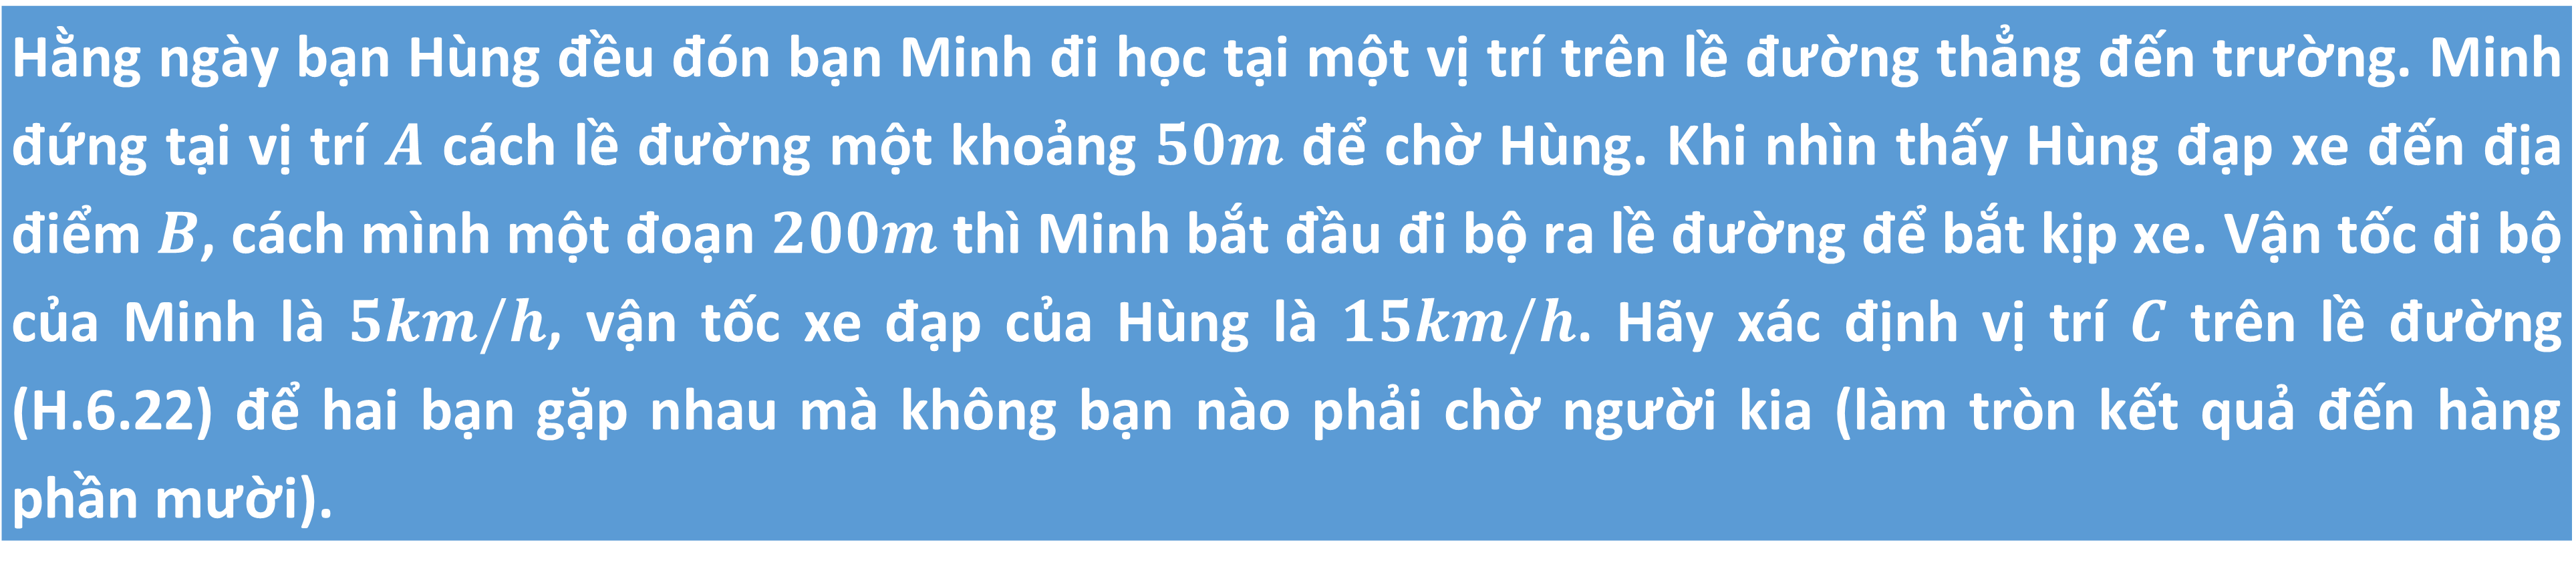 Hằng ngày bạn Hùng đều đón bạn Minh đi học tại một vị trí trên lề đường thẳng đến trường. Minh
đứng tại vị trí A cách lề đường một khoảng 50m để chờ Hùng. Khi nhìn thấy Hùng đạp xe đến địa
điểm B, cách mình một đoạn 200m thì Minh bắt đầu đi bộ ra lề đường để bắt kịp xe. Vận tốc đi bộ
của Minh là 5km/h, vận tốc xe đạp của Hùng là 15km/h. Hãy xác định vị trí C trên lề đường
(H.6.22) để hai bạn gặp nhau mà không bạn nào phải chờ người kia (làm tròn kết quả đến hàng
phần mười).